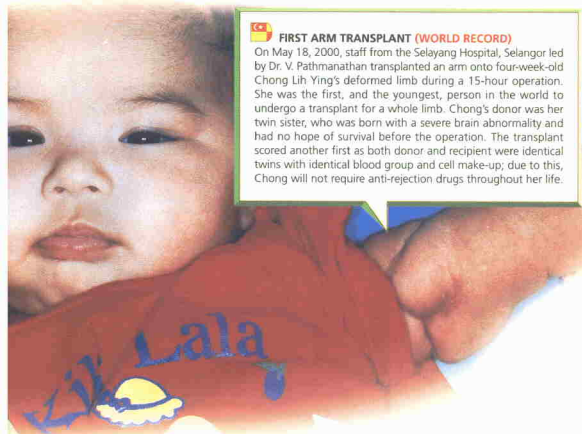 FIRST ARM TRANSPLANT (WORLD RECORD)
On May 18, 2000, staff from the Selayang Hospital, Selangor led
by Dr. V. Pathmanathan transplanted an arm onto four-week-old
Chong Lih Ying's deformed limb during a 15-hour operation.
She was the first, and the youngest, person in the world to
undergo a transplant for a whole limb. Chong's donor was her
twin sister, who was born with a severe brain abnormality and
had no hope of survival before the operation. The transplant
scored another first as both donor and recipient were identical
twins with identical blood group and cell make-up; due to this,
Chong will not require anti-rejection drugs throughout her life.
Lala